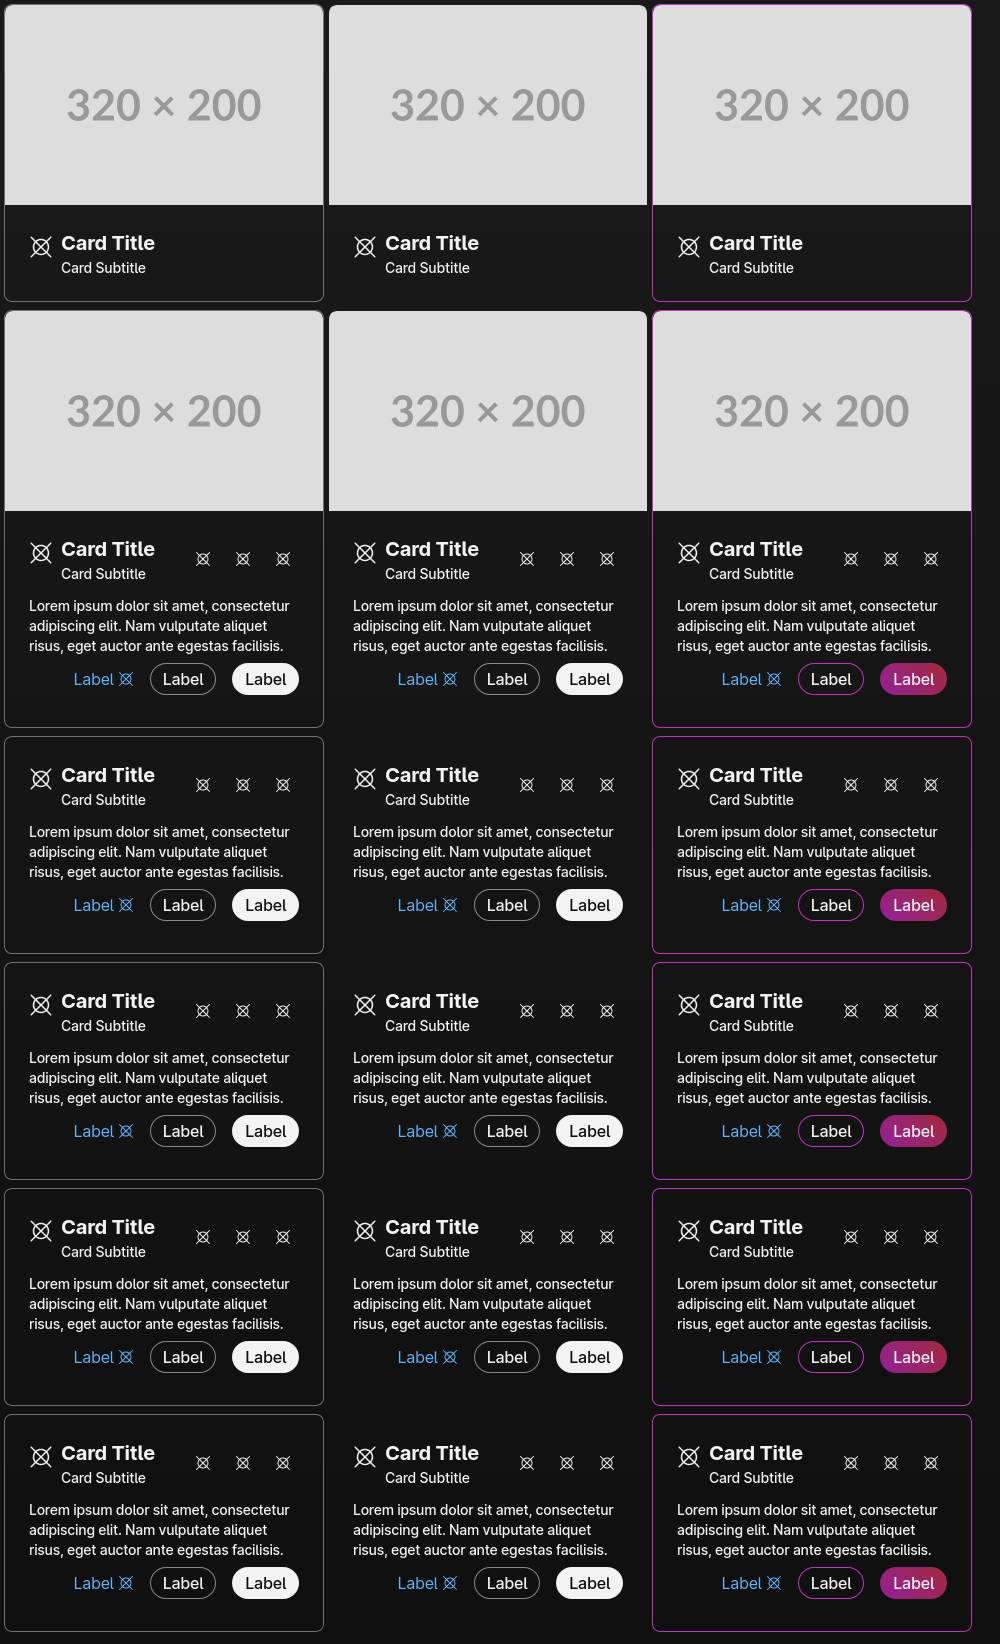 320 × 200
320 × 200
320 × 200
Card Title
Card Subtitle
Card Title
Card Subtitle
Card Title
Card Subtitle
320 × 200
320 × 200
320 × 200
Card Title
Card Subtitle
Lorem ipsum dolor sit amet, consectetur
adipiscing elit. Nam vulputate aliquet
risus, eget auctor ante egestas facilisis.
Label Label Label
Card Title
Card Subtitle
Lorem ipsum dolor sit amet, consectetur
adipiscing elit. Nam vulputate aliquet
risus, eget auctor ante egestas facilisis.
Label Label Label
Card Title
Card Subtitle
Lorem ipsum dolor sit amet, consectetur
adipiscing elit. Nam vulputate aliquet
risus, eget auctor ante egestas facilisis.
Label Label Label
Card Title
Card Subtitle
Lorem ipsum dolor sit amet, consectetur
adipiscing elit. Nam vulputate aliquet
risus, eget auctor ante egestas facilisis.
Label Label Label
Card Title
Card Subtitle
Lorem ipsum dolor sit amet, consectetur
adipiscing elit. Nam vulputate aliquet
risus, eget auctor ante egestas facilisis.
Label Label Label
Card Title
Card Subtitle
Lorem ipsum dolor sit amet, consectetur
adipiscing elit. Nam vulputate aliquet
risus, eget auctor ante egestas facilisis.
Label Label Label
Card Title
Card Subtitle
Lorem ipsum dolor sit amet, consectetur
adipiscing elit. Nam vulputate aliquet
risus, eget auctor ante egestas facilisis.
Label Label Label
Card Title
Card Subtitle
Lorem ipsum dolor sit amet, consectetur
adipiscing elit. Nam vulputate aliquet
risus, eget auctor ante egestas facilisis.
Label Label Label
Card Title
Card Subtitle
Lorem ipsum dolor sit amet, consectetur
adipiscing elit. Nam vulputate aliquet
risus, eget auctor ante egestas facilisis.
Label Label Label
Card Title
Card Subtitle
Lorem ipsum dolor sit amet, consectetur
adipiscing elit. Nam vulputate aliquet
risus, eget auctor ante egestas facilisis.
Label Label Label
Card Title
Card Subtitle
Lorem ipsum dolor sit amet, consectetur
adipiscing elit. Nam vulputate aliquet
risus, eget auctor ante egestas facilisis.
Label Label Label
Card Title
Card Subtitle
Lorem ipsum dolor sit amet, consectetur
adipiscing elit. Nam vulputate aliquet
risus, eget auctor ante egestas facilisis.
Label Label Label
Card Title
Card Subtitle
Lorem ipsum dolor sit amet, consectetur
adipiscing elit. Nam vulputate aliquet
risus, eget auctor ante egestas facilisis.
Label Label Label
Card Title
Card Subtitle
Lorem ipsum dolor sit amet, consectetur
adipiscing elit. Nam vulputate aliquet
risus, eget auctor ante egestas facilisis.
Label Label Label
Card Title
Card Subtitle
Lorem ipsum dolor sit amet, consectetur
adipiscing elit. Nam vulputate aliquet
risus, eget auctor ante egestas facilisis.
Label Label Label